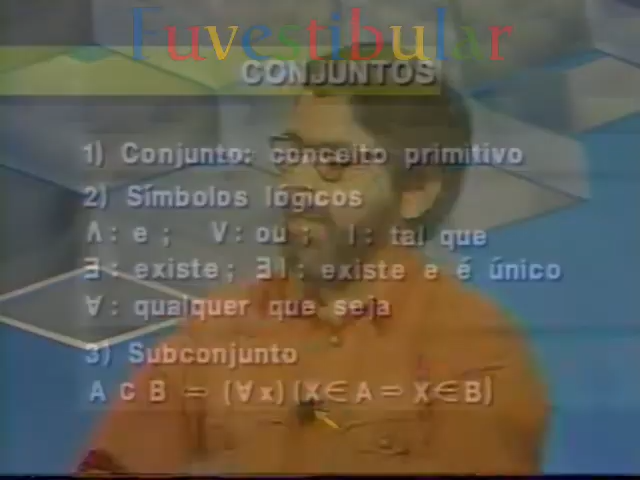 Fuvestibular
CONJUNTOS
1) Conjunto: conceito primitivo
2) Símbolos lógicos
Λ: e ; V: ou ; |: tal que
∃: existe; ∃|: existe e é único
∀: qualquer que seja
3) Subconjunto
A ⊂ B = (∀x)(X∈A = X∈B)